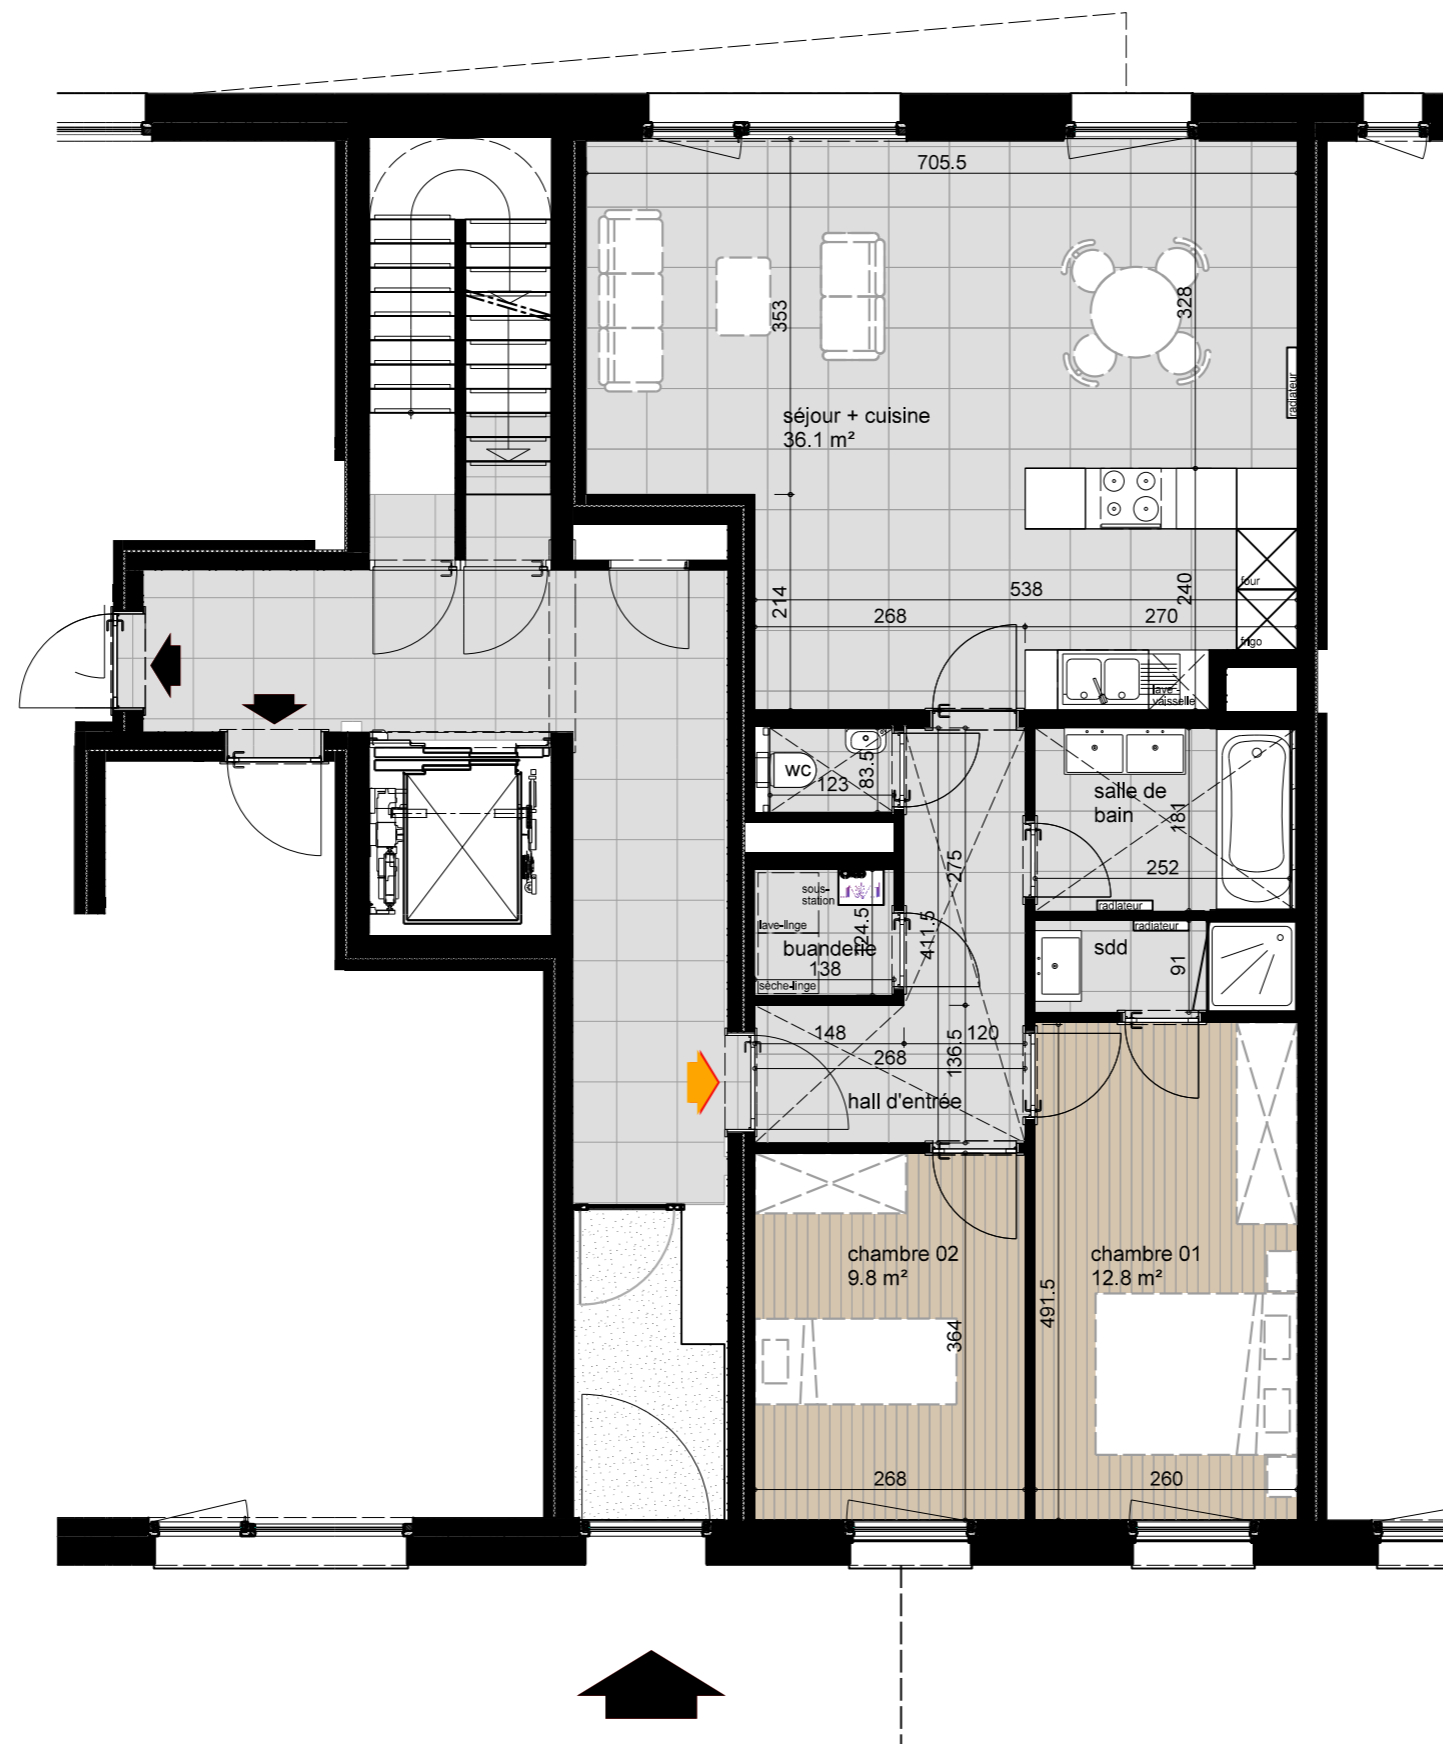 705.5
353
328
radiateur
séjour + cuisine
36.1 m²
four
538
214
268
240
270
frigo
lave-
vaisselle
WC
123
83.5
salle de
bain
181
275
252
sous-
station
radiateur
lave-linge
124.5
411.5
radiateur
buanderie
sdd
138
91
sèche-linge
148
120
136.5
268
hall d'entrée
chambre 02
9.8 m²
chambre 01
12.8 m²
491.5
364
268
260